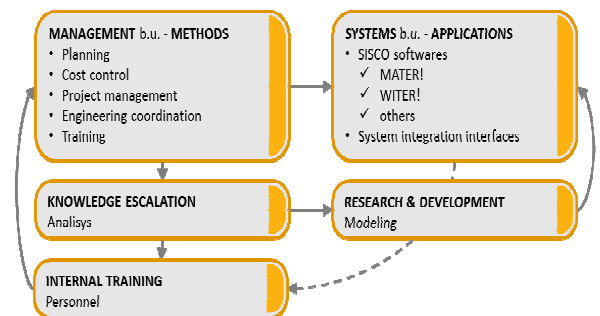 MANAGEMENT b.u. - METHODS
• Planning
• Cost control
• Project management
• Engineering coordination
• Training
SYSTEMS b.u. - APPLICATIONS
• SISCO softwares
✓ MATER!
✓ WITER!
✓ others
• System integration interfaces
KNOWLEDGE ESCALATION
Analisys
RESEARCH & DEVELOPMENT
Modeling
INTERNAL TRAINING
Personnel